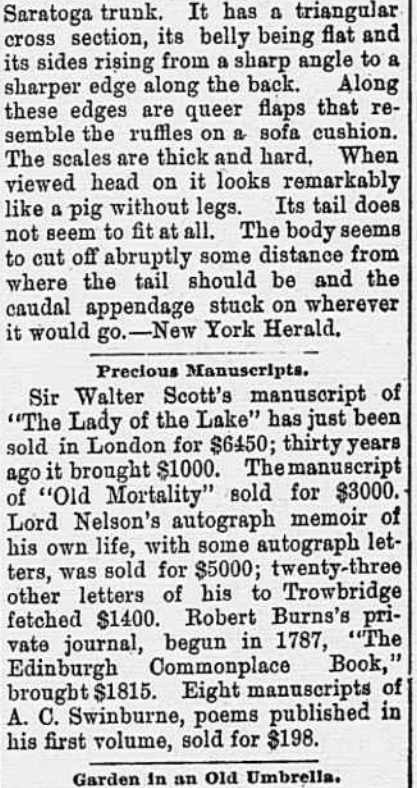 Saratoga trunk. It has a triangular
cross section, its belly being flat and
its sides rising from a sharp angle to a
sharper edge along the back. Along
these edges are queer flaps that re-
semble the ruffles on a sofa cushion.
The scales are thick and hard. When
viewed head on it looks remarkably
like a pig without legs. Its tail does
not seem to fit at all. The body seems
to cut off abruptly some distance from
where the tail should be and the
caudal appendage stuck on wherever
it would go.—New York Herald.
Precious Manuscripts.
Sir Walter Scott's manuscript of
"The Lady of the Lake" has just been
sold in London for $6450; thirty years
ago it brought $1000. The manuscript
of "Old Mortality" sold for $3000.
Lord Nelson's autograph memoir of
his own life, with some autograph let-
ters, was sold for $5000; twenty-three
other letters of his to Trowbridge
fetched $1400. Robert Burns's pri-
vate journal, begun in 1787, "The
Edinburgh Commonplace Book,"
brought $1815. Eight manuscripts of
A. C. Swinburne, poems published in
his first volume, sold for $198.
Garden in an Old Umbrella.